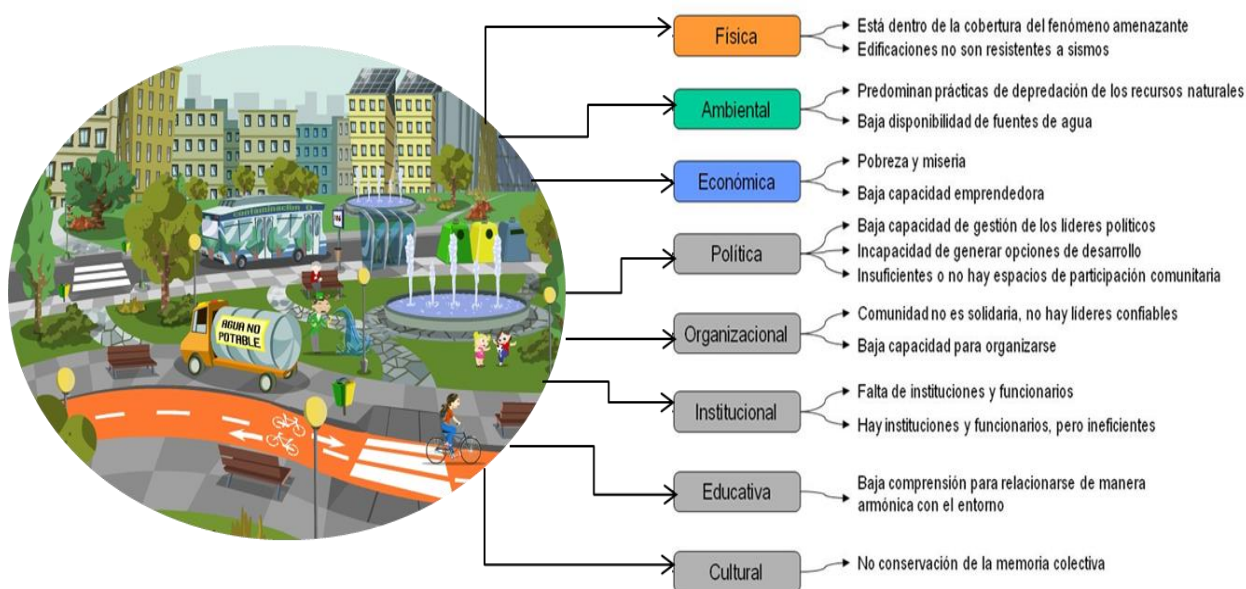 Física
Está dentro de la cobertura del fenómeno amenazante
Edificaciones no son resistentes a sismos
Ambiental
Predominan prácticas de depredación de los recursos naturales
Baja disponibilidad de fuentes de agua
Económica
Pobreza y miseria
Baja capacidad emprendedora
Política
Baja capacidad de gestión de los líderes políticos
Incapacidad de generar opciones de desarrollo
Insuficientes o no hay espacios de participación comunitaria
Organizacional
Comunidad no es solidaria, no hay líderes confiables
Baja capacidad para organizarse
Institucional
Falta de instituciones y funcionarios
Hay instituciones y funcionarios, pero ineficientes
Educativa
Baja comprensión para relacionarse de manera
armónica con el entorno
Cultural
No conservación de la memoria colectiva
contaminacion
AGUA NO
POTABLE